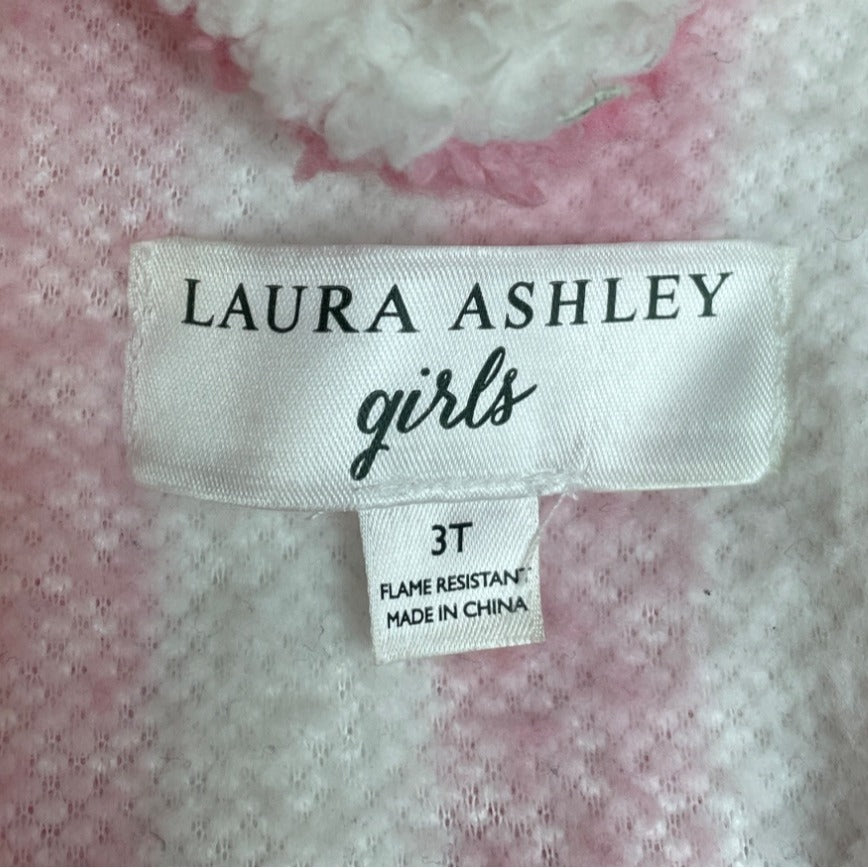 LAURA ASHLEY
girls
3T
FLAME RESISTANT
MADE IN CHINA